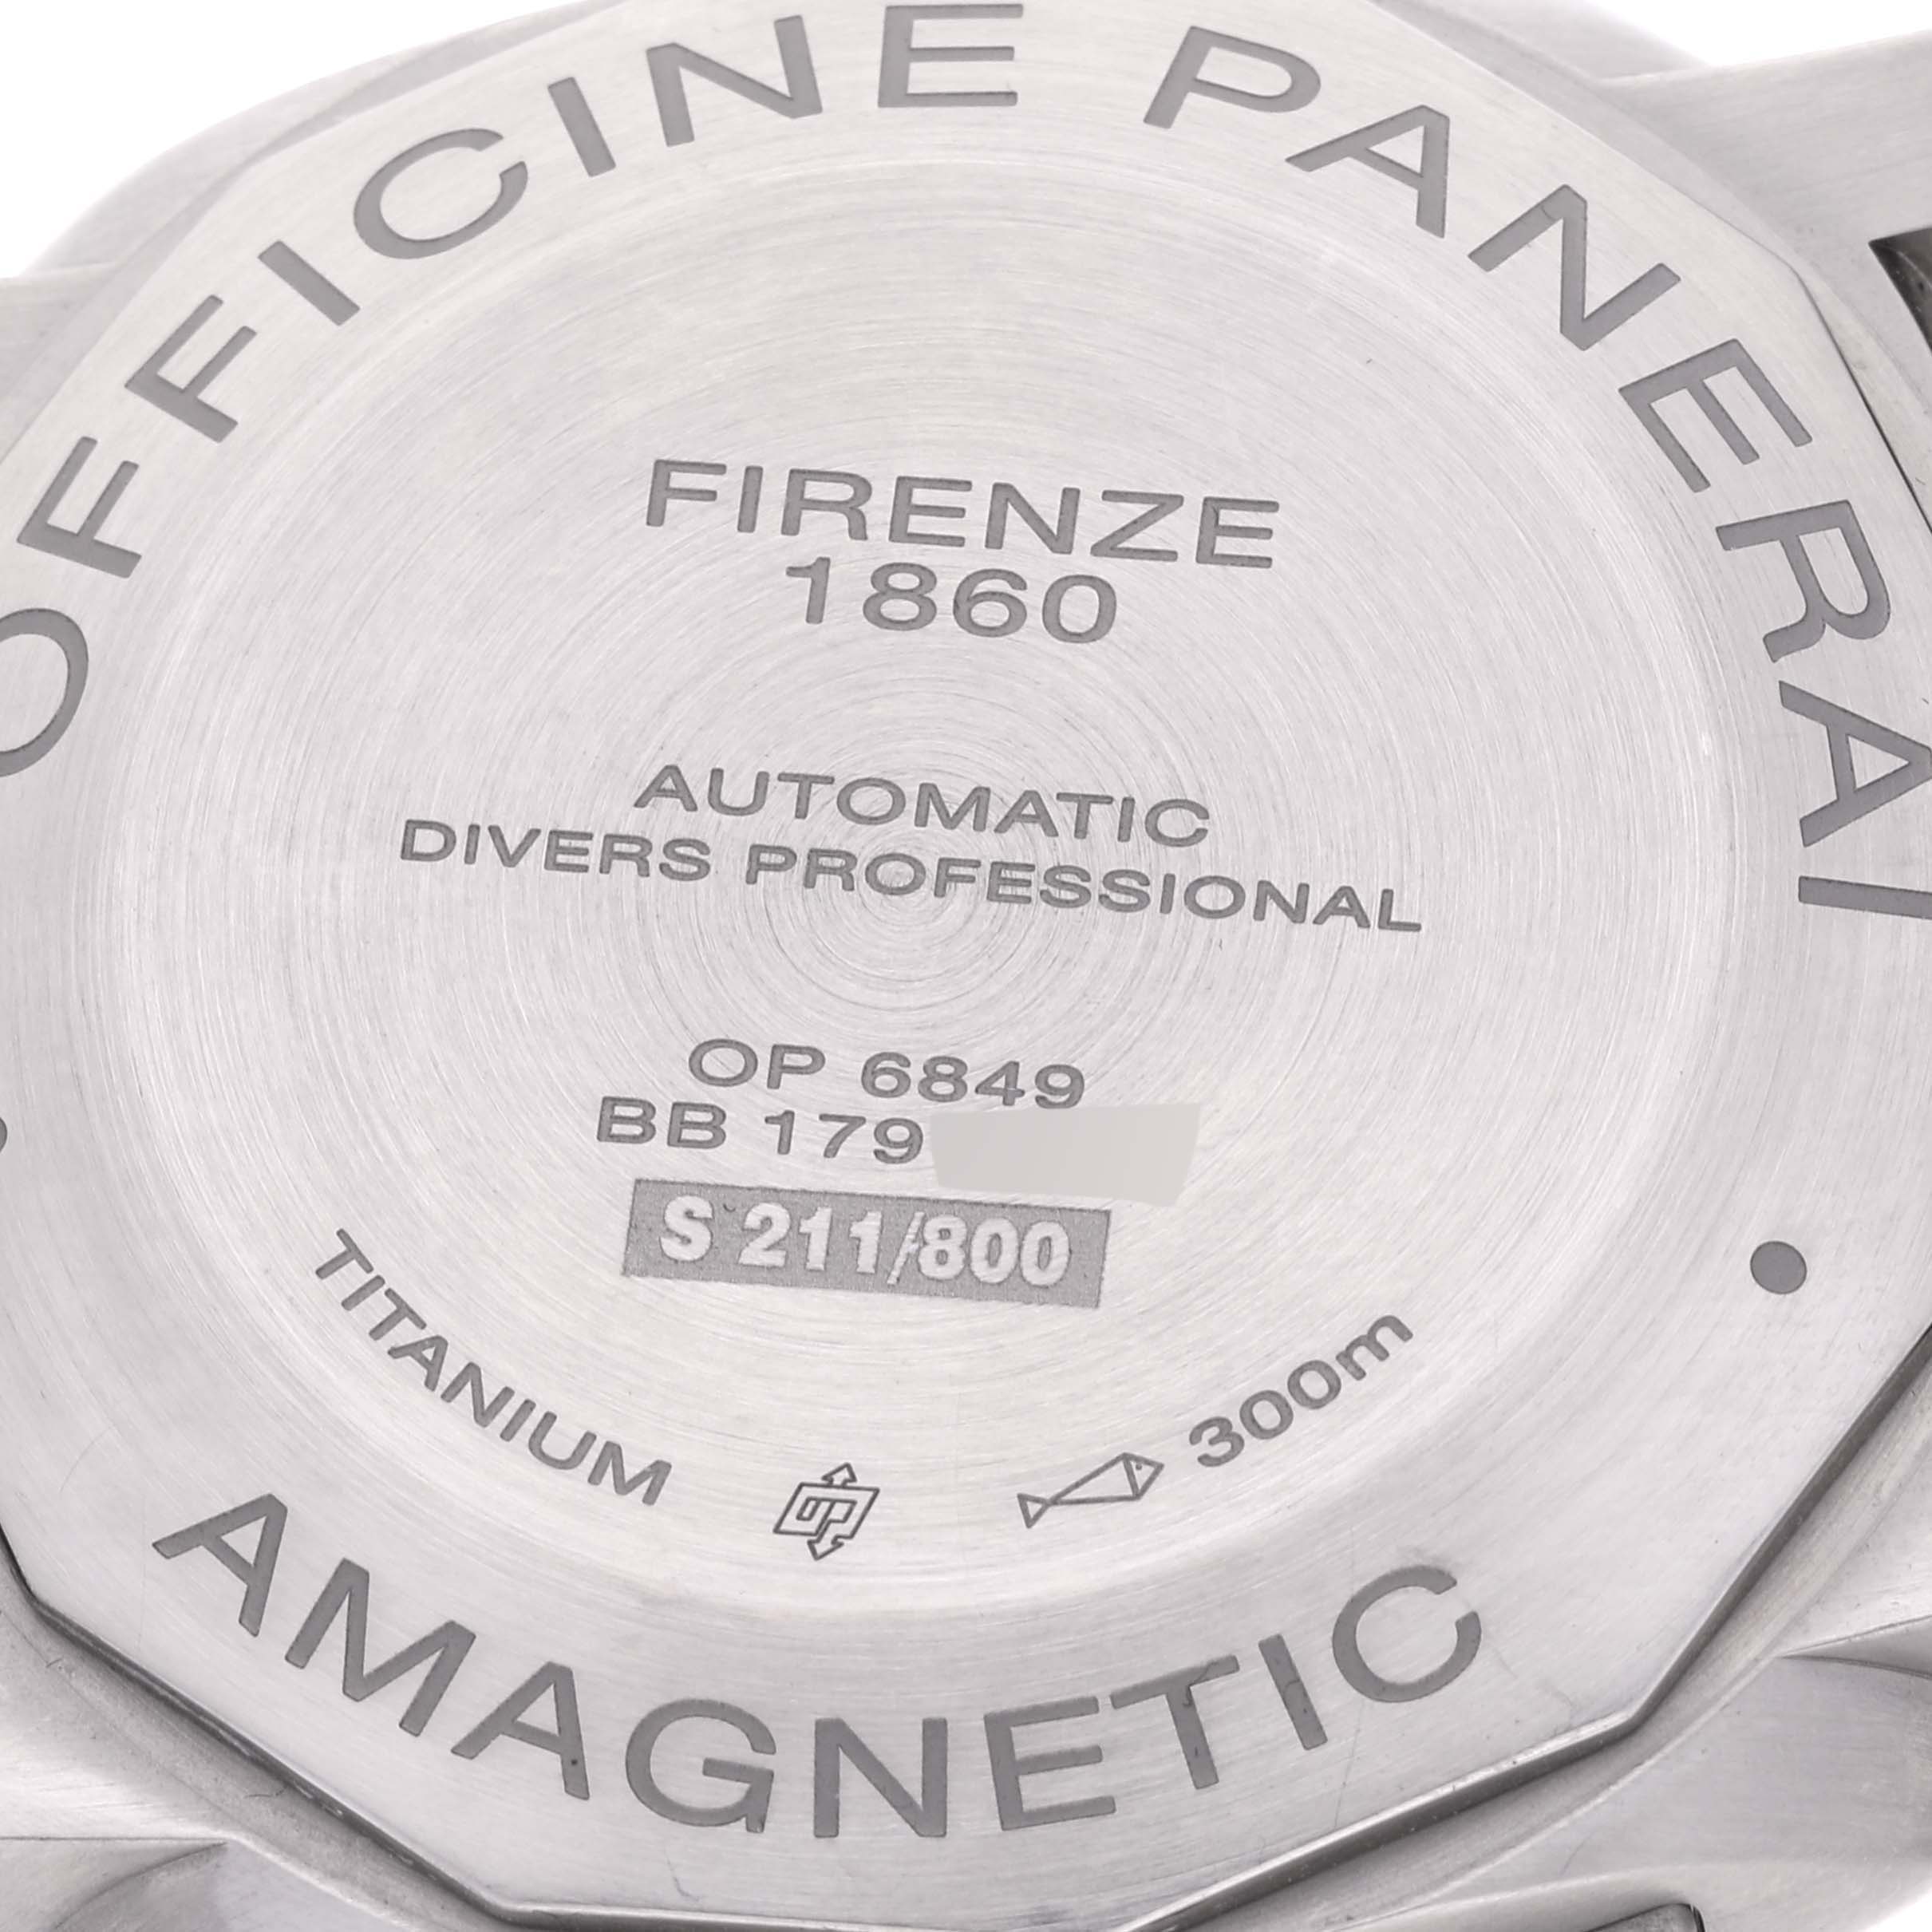 OFFICINE PANERAI
FIRENZE
1860
AUTOMATIC
DIVERS PROFESSIONAL
OP 6849
BB 179
S 211/800
TITANIUM
300m
AMAGNETIC